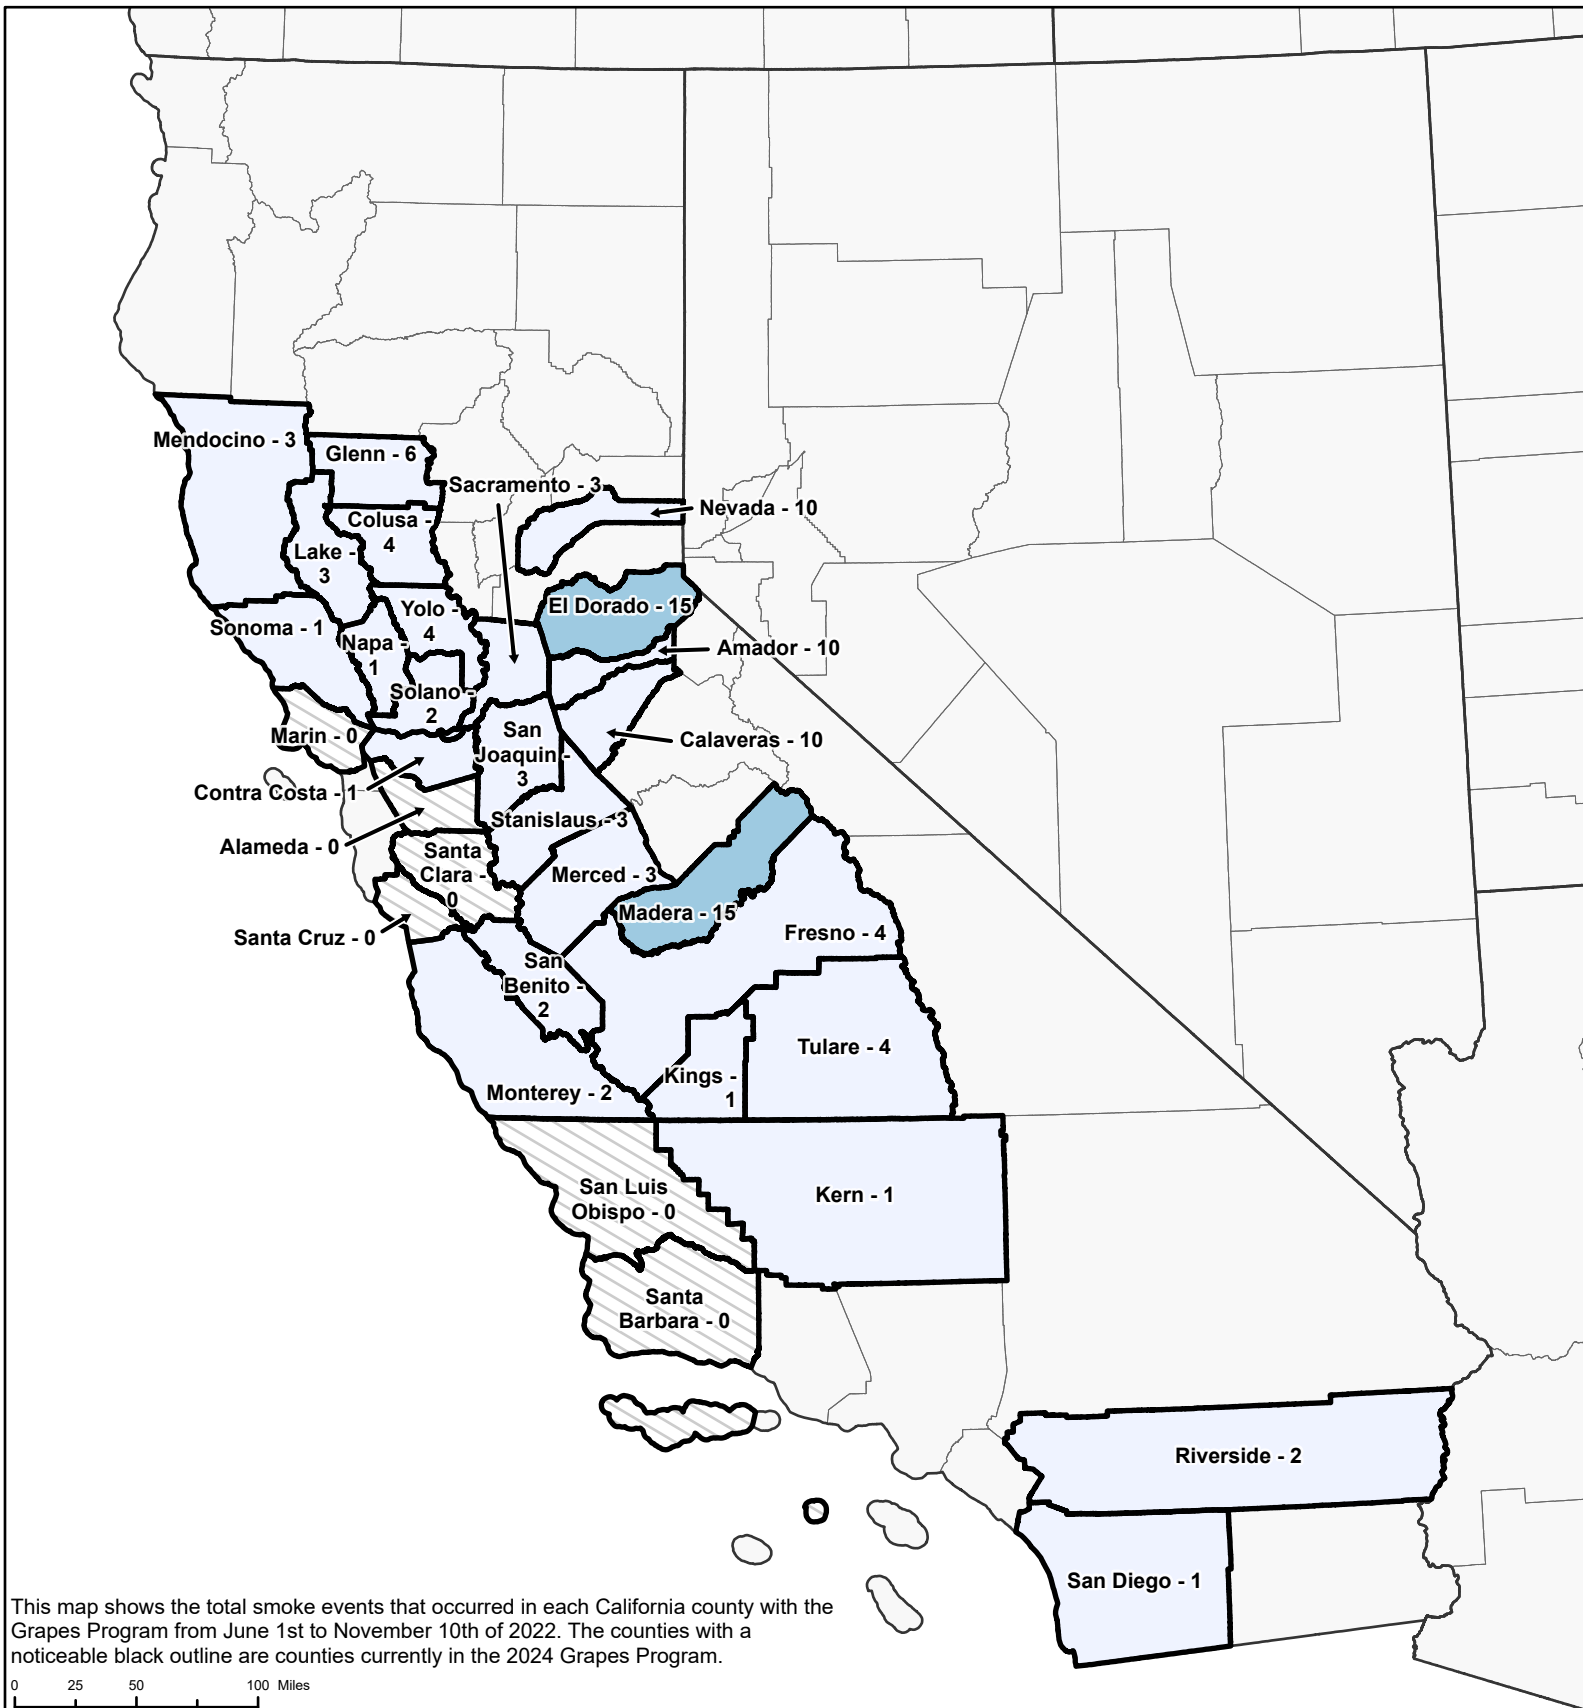 Mendocino - 3
Glenn - 6
Sacramento - 3
Nevada - 10
Colusa -
4
Lake -
3
El Dorado - 15
Yolo -
4
Sonoma - 1
Napa -
1
Amador - 10
Solano -
2
Marin - 0
San
Joaquin -
3
Calaveras - 10
Contra Costa - 1
Stanislaus - 3
Alameda - 0
Santa
Clara -
0
Merced - 3
Madera - 15
Santa Cruz - 0
Fresno - 4
San
Benito -
2
Tulare - 4
Kings -
1
Monterey - 2
San Luis
Obispo - 0
Kern - 1
Santa
Barbara - 0
Riverside - 2
San Diego - 1
This map shows the total smoke events that occurred in each California county with the
Grapes Program from June 1st to November 10th of 2022. The counties with a
noticeable black outline are counties currently in the 2024 Grapes Program.
0 25 50 100 Miles